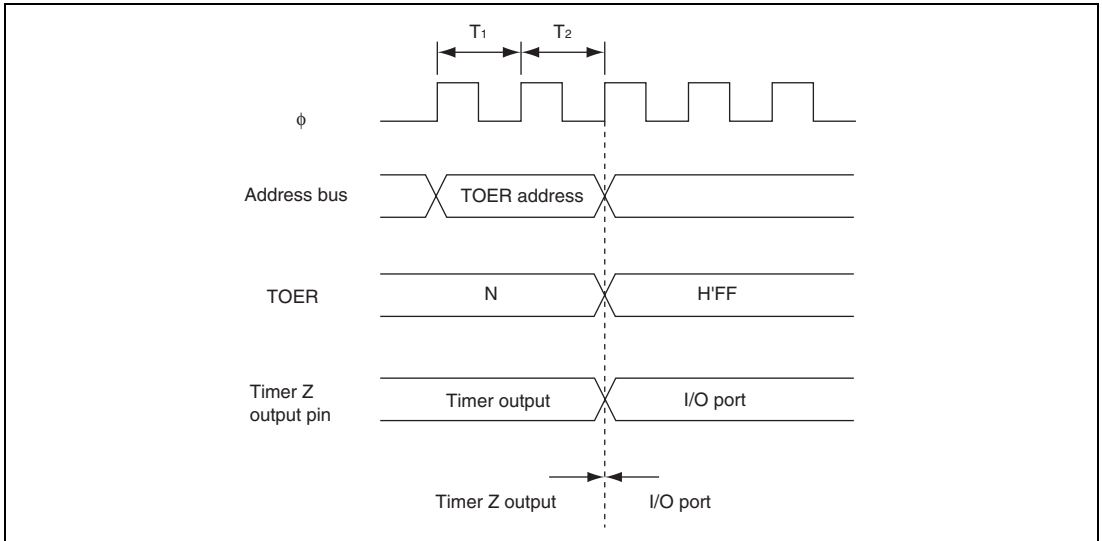 T1 T2
φ
Address bus TOER address
TOER N H'FF
Timer Z
output pin
Timer output I/O port
Timer Z output I/O port